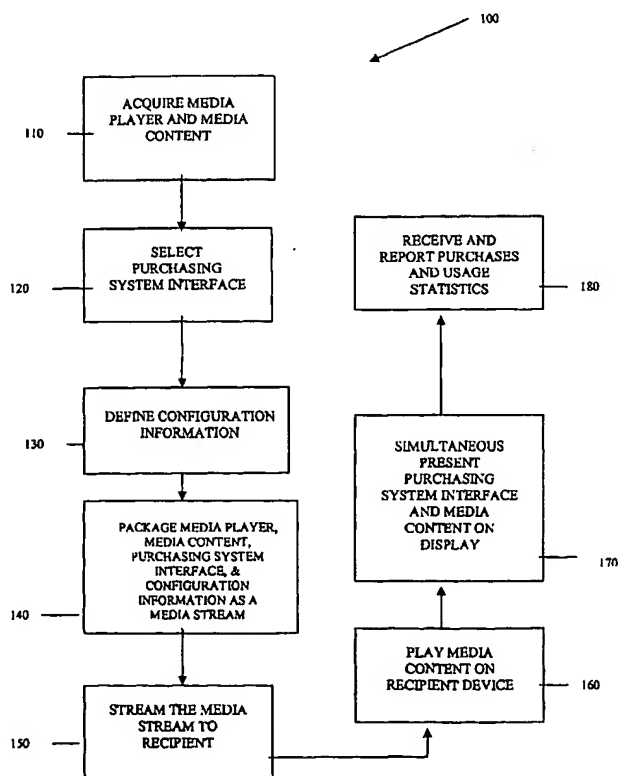 100
110
ACQUIRE MEDIA
PLAYER AND MEDIA
CONTENT
120
SELECT
PURCHASING
SYSTEM INTERFACE
130
DEFINE CONFIGURATION
INFORMATION
140
PACKAGE MEDIA PLAYER,
MEDIA CONTENT,
PURCHASING SYSTEM
INTERFACE, &
CONFIGURATION
INFORMATION AS A
MEDIA STREAM
150
STREAM THE MEDIA
STREAM TO
RECIPIENT
PLAY MEDIA
CONTENT ON
RECIPIENT DEVICE
160
SIMULTANEOUS
PRESENT
PURCHASING
SYSTEM INTERFACE
AND MEDIA
CONTENT ON
DISPLAY
170
RECEIVE AND
REPORT PURCHASES
AND USAGE
STATISTICS
180